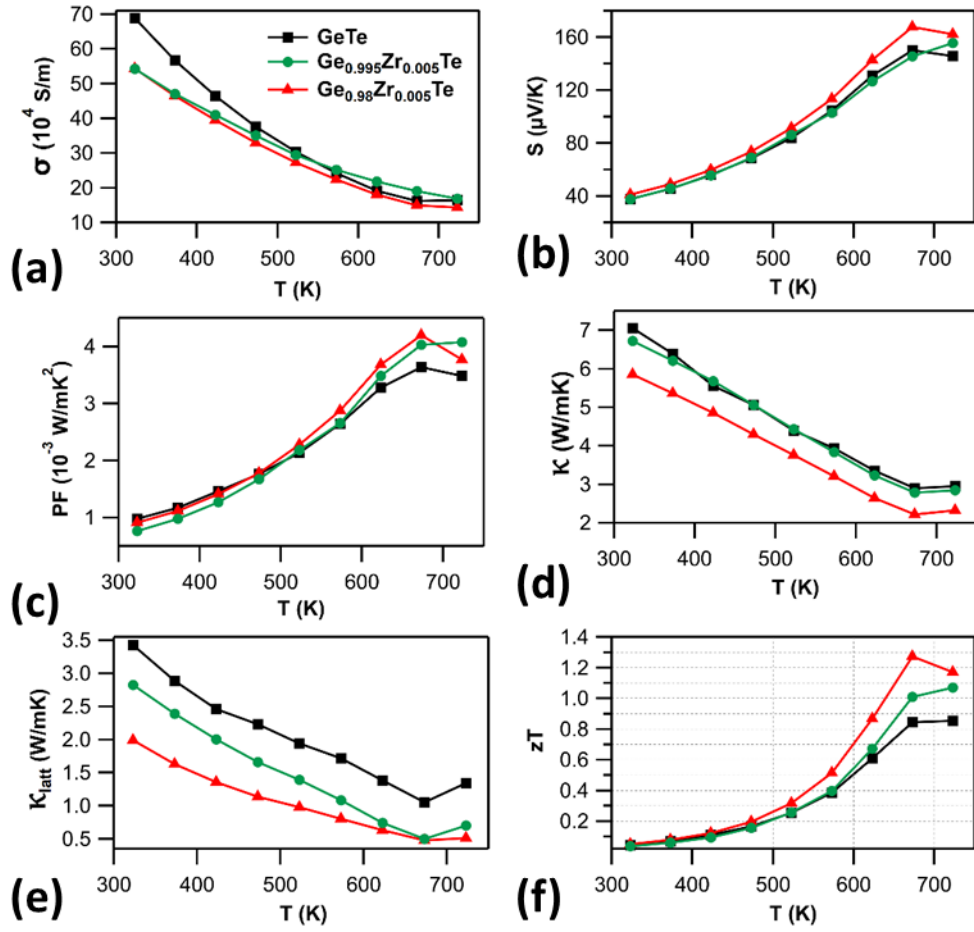 70
60
50
40
30
20
10
σ (10⁴ S/m)
GeTe
Ge₀.₉₉₅Zr₀.₀₀₅Te
Ge₀.₉₈Zr₀.₀₀₅Te
300 400 500 600 700
T (K)
(a)
160
120
80
40
S (μV/K)
300 400 500 600 700
T (K)
(b)
4
3
2
1
PF (10⁻³ W/mK²)
300 400 500 600 700
T (K)
(c)
7
6
5
4
3
2
κ (W/mK)
300 400 500 600 700
T (K)
(d)
3.5
3.0
2.5
2.0
1.5
1.0
0.5
κlatt (W/mK)
300 400 500 600 700
T (K)
(e)
1.4
1.2
1.0
0.8
0.6
0.4
0.2
zT
300 400 500 600 700
T (K)
(f)